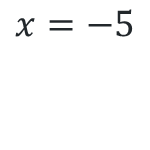 x = −5